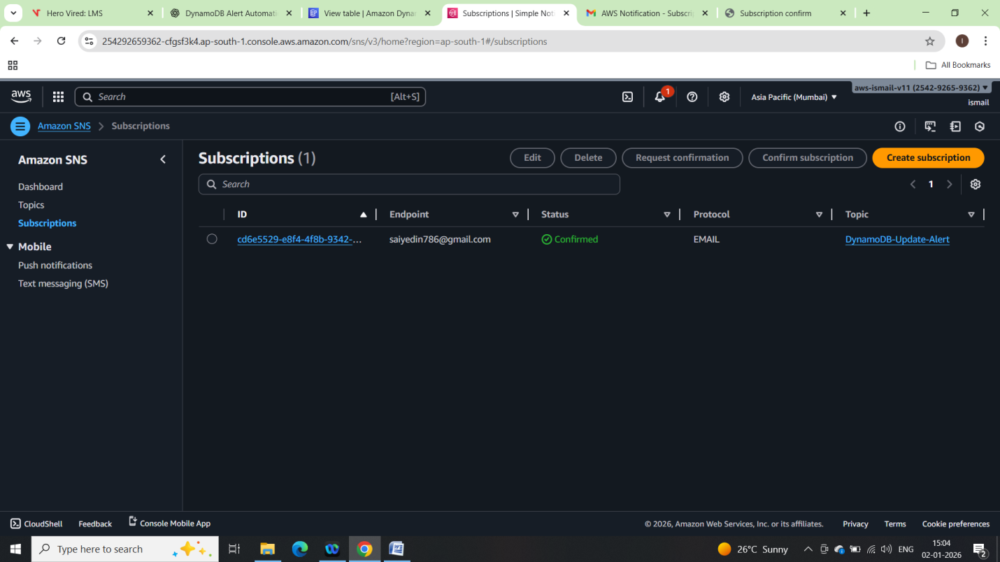 Hero Vired: LMS
DynamoDB Alert Automati
View table | Amazon Dyna
Subscriptions | Simple Not
AWS Notification - Subscri
Subscription confirm
254292659362-cfgsf3k4.ap-south-1.console.aws.amazon.com/sns/v3/home?region=ap-south-1#/subscriptions
I
All Bookmarks
aws
Search
[Alt+S]
1
Asia Pacific (Mumbai)
aws-ismail-v11 (2542-9265-9362)
ismail
Amazon SNS
Subscriptions
Amazon SNS
Dashboard
Topics
Subscriptions
Mobile
Push notifications
Text messaging (SMS)
Subscriptions (1)
Edit
Delete
Request confirmation
Confirm subscription
Create subscription
Search
1
ID
Endpoint
Status
Protocol
Topic
cd6e5529-e8f4-4f8b-9342-...
saiyedin786@gmail.com
Confirmed
EMAIL
DynamoDB-Update-Alert
CloudShell
Feedback
Console Mobile App
© 2026, Amazon Web Services, Inc. or its affiliates.
Privacy
Terms
Cookie preferences
Type here to search
26°C Sunny
ENG
15:04
02-01-2026
2